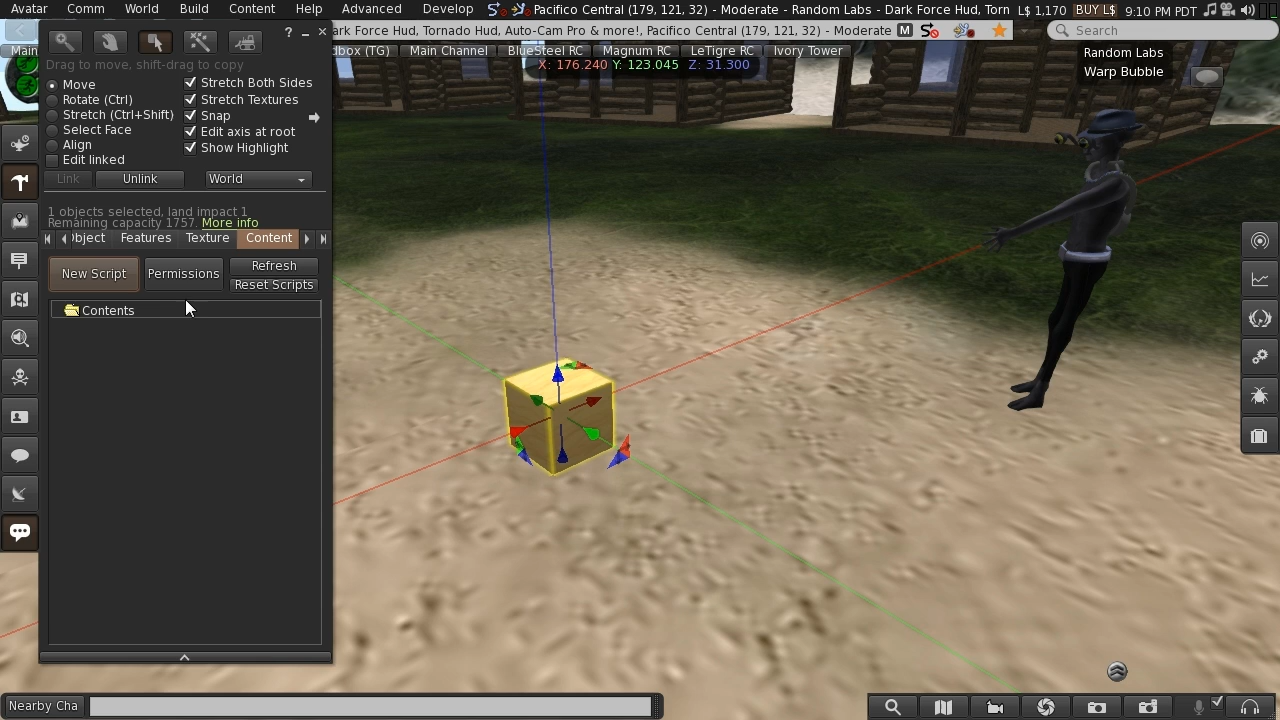 Avatar Comm World Build Content Help Advanced Develop Pacifico Central (179, 121, 32) - Moderate - Random Labs - Dark Force Hud, Torn L$ 1,170 BUY L$ 9:10 PM PDT
ark Force Hud, Tornado Hud, Auto-Cam Pro & more!, Pacifico Central (179, 121, 32) - Moderate M Search
Main dbox (TG) Main Channel BlueSteel RC Magnum RC LeTigre RC Ivory Tower
X: 176.240 Y: 123.045 Z: 31.300
Random Labs
Warp Bubble
? _ ×
Drag to move, shift-drag to copy
Move
Rotate (Ctrl)
Stretch (Ctrl+Shift)
Select Face
Align
Edit linked
Stretch Both Sides
Stretch Textures
Snap
Edit axis at root
Show Highlight
Link Unlink World
1 objects selected, land impact 1
Remaining capacity 1757. More info
Object Features Texture Content
New Script Permissions Refresh
Reset Scripts
Contents
Nearby Cha